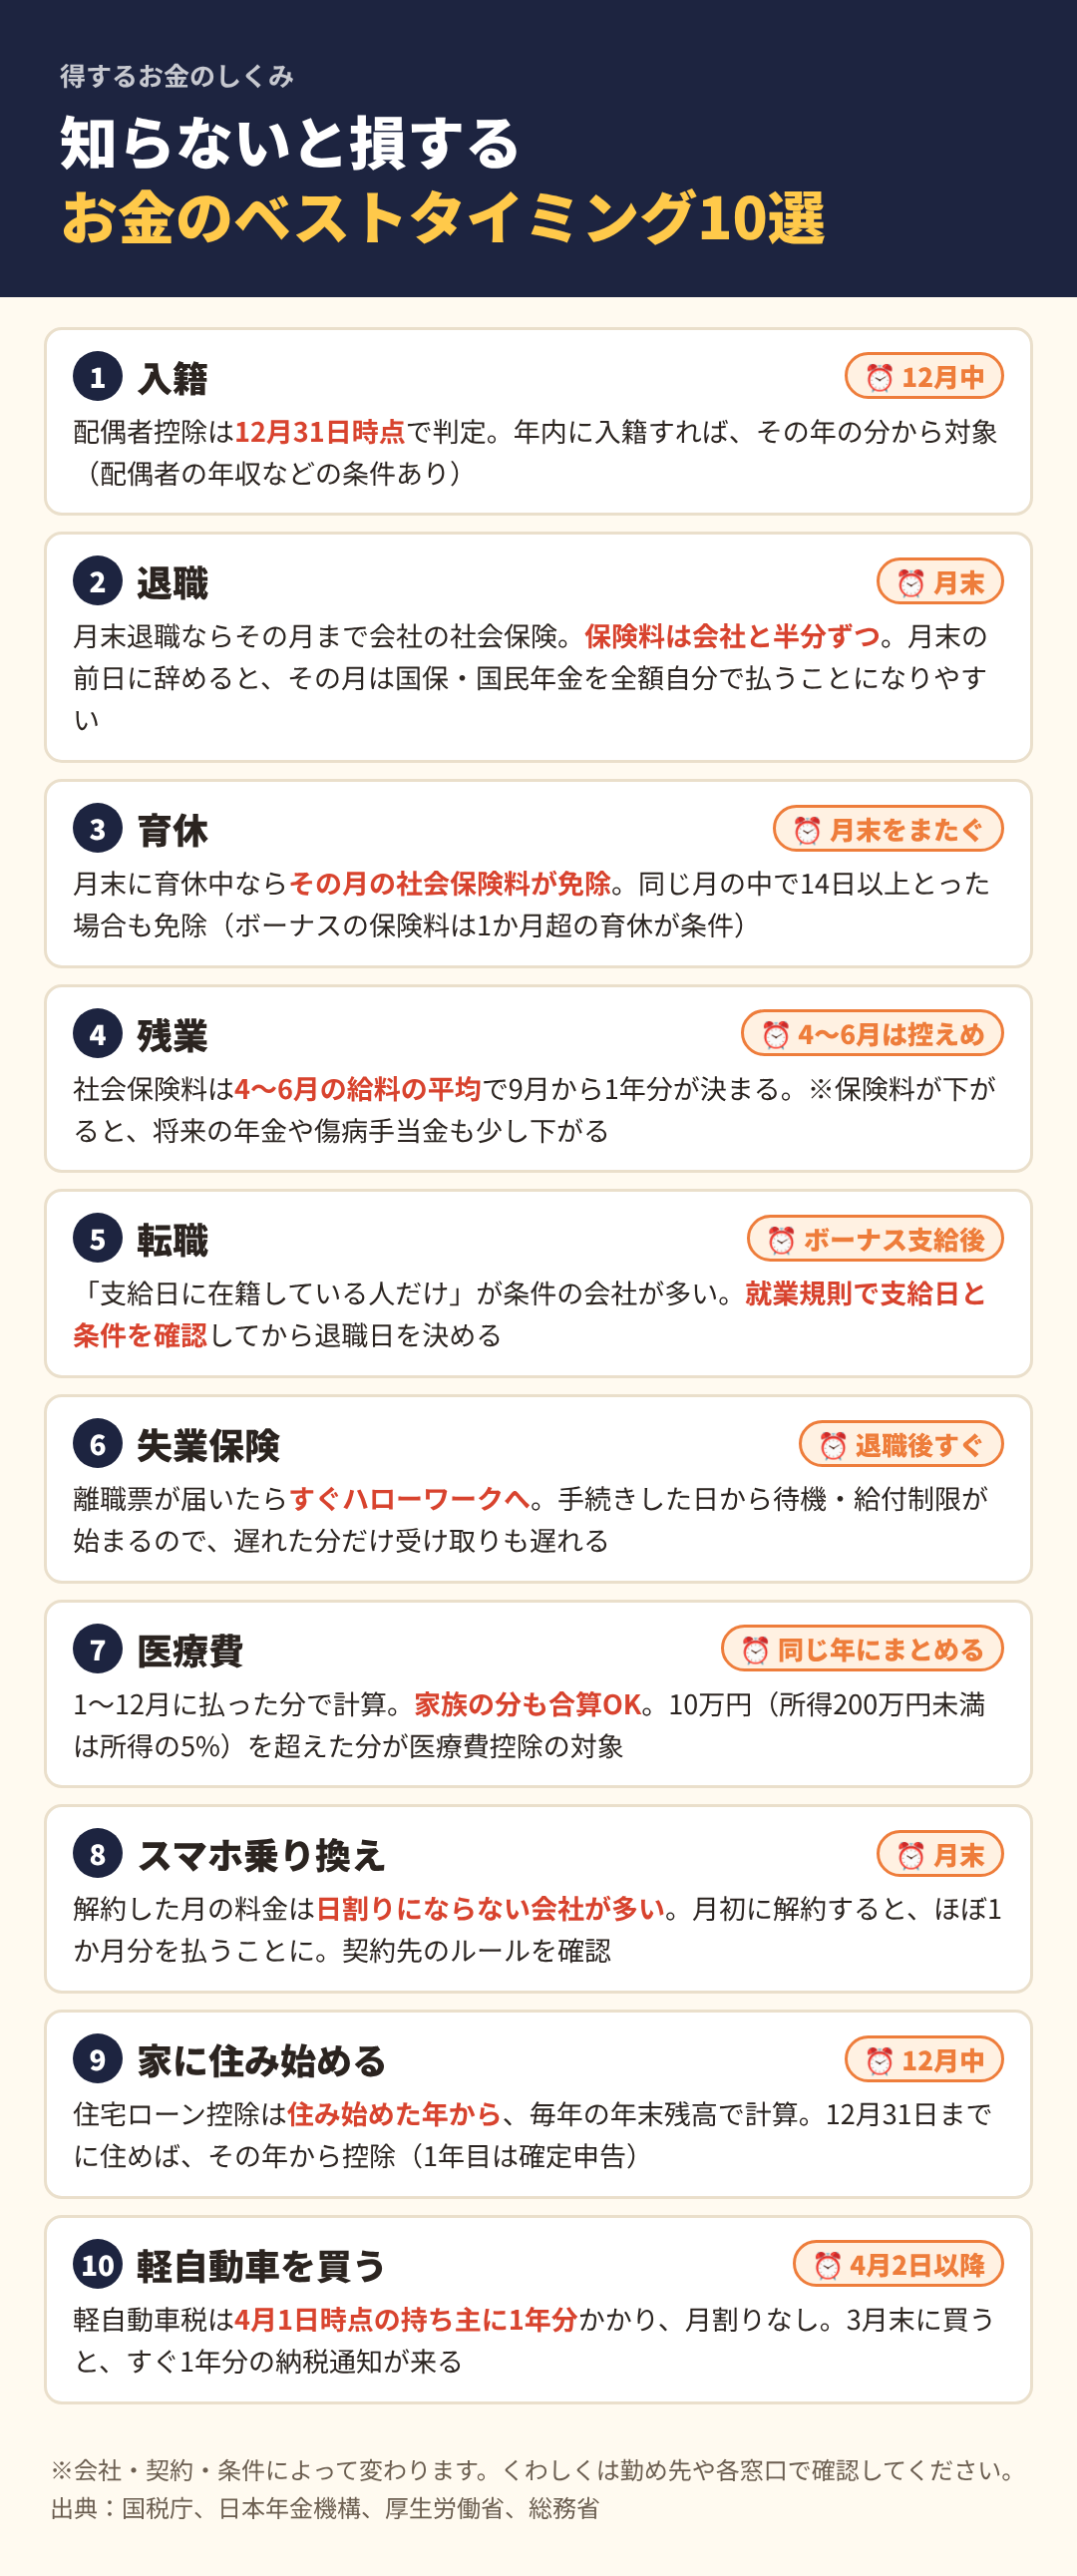 得するお金のしくみ
知らないと損する
お金のベストタイミング10選
1 入籍
⏰ 12月中
配偶者控除は12月31日時点で判定。年内に入籍すれば、その年の分から対象
（配偶者の年収などの条件あり）
2 退職
⏰ 月末
月末退職ならその月まで会社の社会保険。保険料は会社と半分ずつ。月末の
前日に辞めると、その月は国保・国民年金を全額自分で払うことになりやす
い
3 育休
⏰ 月末をまたぐ
月末に育休中ならその月の社会保険料が免除。同じ月の中で14日以上とった
場合も免除（ボーナスの保険料は1か月超の育休が条件）
4 残業
⏰ 4〜6月は控えめ
社会保険料は4〜6月の給料の平均で9月から1年分が決まる。※保険料が下が
ると、将来の年金や傷病手当金も少し下がる
5 転職
⏰ ボーナス支給後
「支給日に在籍している人だけ」が条件の会社が多い。就業規則で支給日と
条件を確認してから退職日を決める
6 失業保険
⏰ 退職後すぐ
離職票が届いたらすぐハローワークへ。手続きした日から待機・給付制限が
始まるので、遅れた分だけ受け取りも遅れる
7 医療費
⏰ 同じ年にまとめる
1〜12月に払った分で計算。家族の分も合算OK。10万円（所得200万円未満
は所得の5%）を超えた分が医療費控除の対象
8 スマホ乗り換え
⏰ 月末
解約した月の料金は日割りにならない会社が多い。月初に解約すると、ほぼ1
か月分を払うことに。契約先のルールを確認
9 家に住み始める
⏰ 12月中
住宅ローン控除は住み始めた年から、毎年の年末残高で計算。12月31日まで
に住めば、その年から控除（1年目は確定申告）
10 軽自動車を買う
⏰ 4月2日以降
軽自動車税は4月1日時点の持ち主に1年分かかり、月割りなし。3月末に買う
と、すぐ1年分の納税通知が来る
※会社・契約・条件によって変わります。くわしくは勤め先や各窓口で確認してください。
出典：国税庁、日本年金機構、厚生労働省、総務省